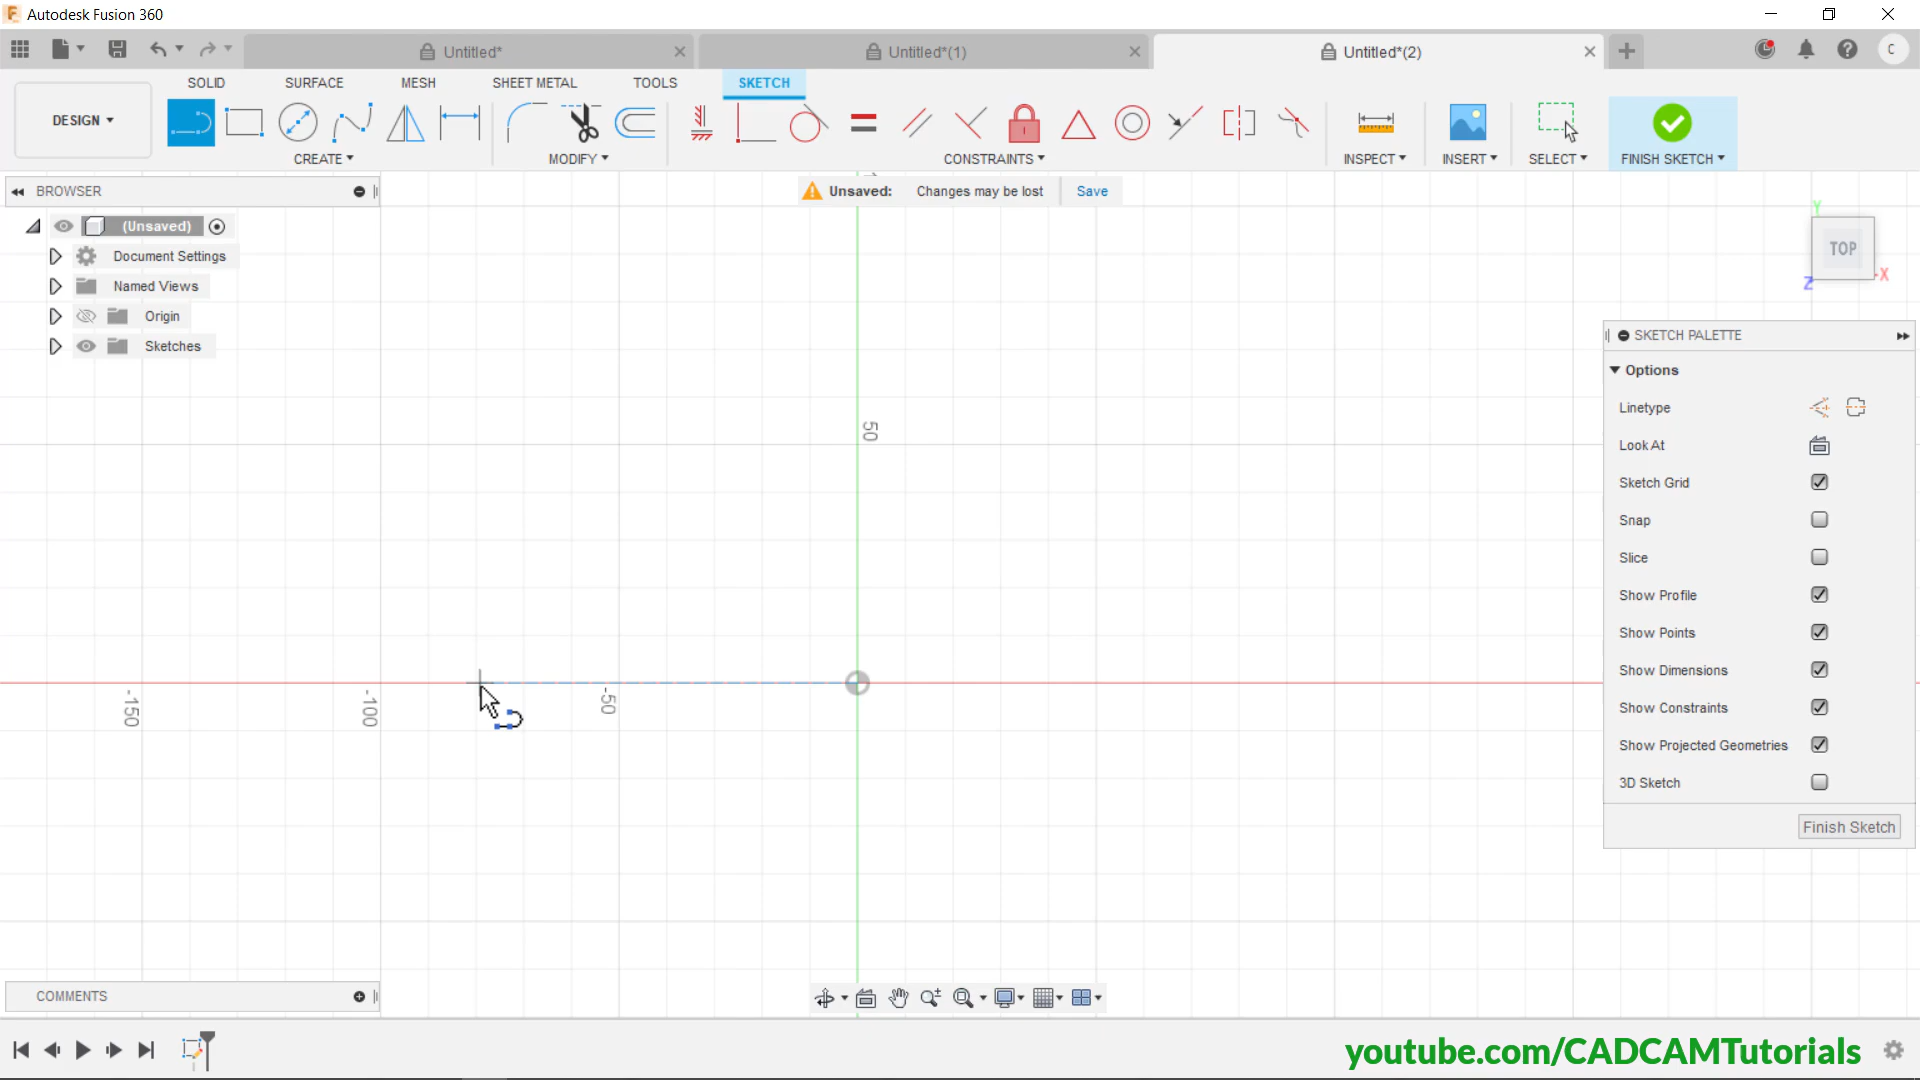 Autodesk Fusion 360
Untitled*
Untitled*(1)
Untitled*(2)
C
DESIGN
SOLID
SURFACE
MESH
SHEET METAL
TOOLS
SKETCH
CREATE
MODIFY
CONSTRAINTS
INSPECT
INSERT
SELECT
FINISH SKETCH
BROWSER
Unsaved: Changes may be lost Save
(Unsaved)
Document Settings
Named Views
Origin
Sketches
Y
TOP
X
Z
SKETCH PALETTE
Options
Linetype
Look At
Sketch Grid
Snap
Slice
Show Profile
Show Points
Show Dimensions
Show Constraints
Show Projected Geometries
3D Sketch
Finish Sketch
50
-150
-100
-50
COMMENTS
youtube.com/CADCAMTutorials